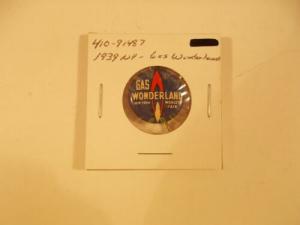 410-91487
1939 NY - Gas Wonderland
GAS
WONDERLAND
NEW YORK WORLD'S
FAIR